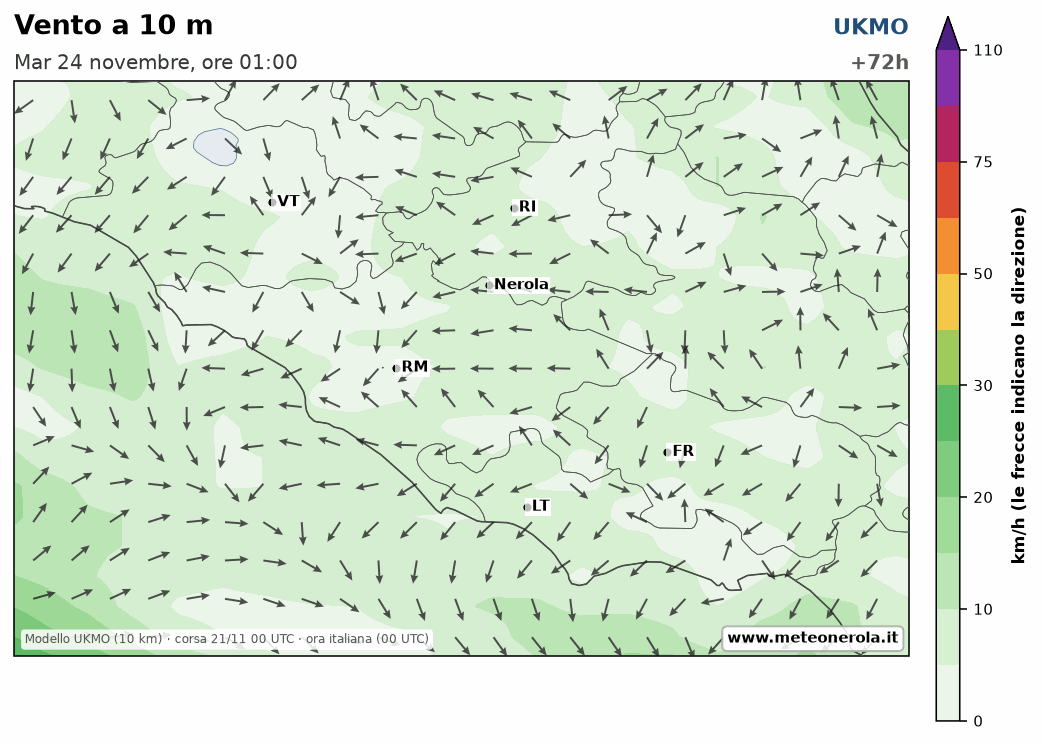 Vento a 10 m
UKMO
Mar 24 novembre, ore 01:00
+72h
110
75
50
30
20
10
0
km/h (le frecce indicano la direzione)
VT
RI
Nerola
RM
FR
LT
Modello UKMO (10 km) · corsa 21/11 00 UTC · ora italiana (00 UTC)
www.meteonerola.it